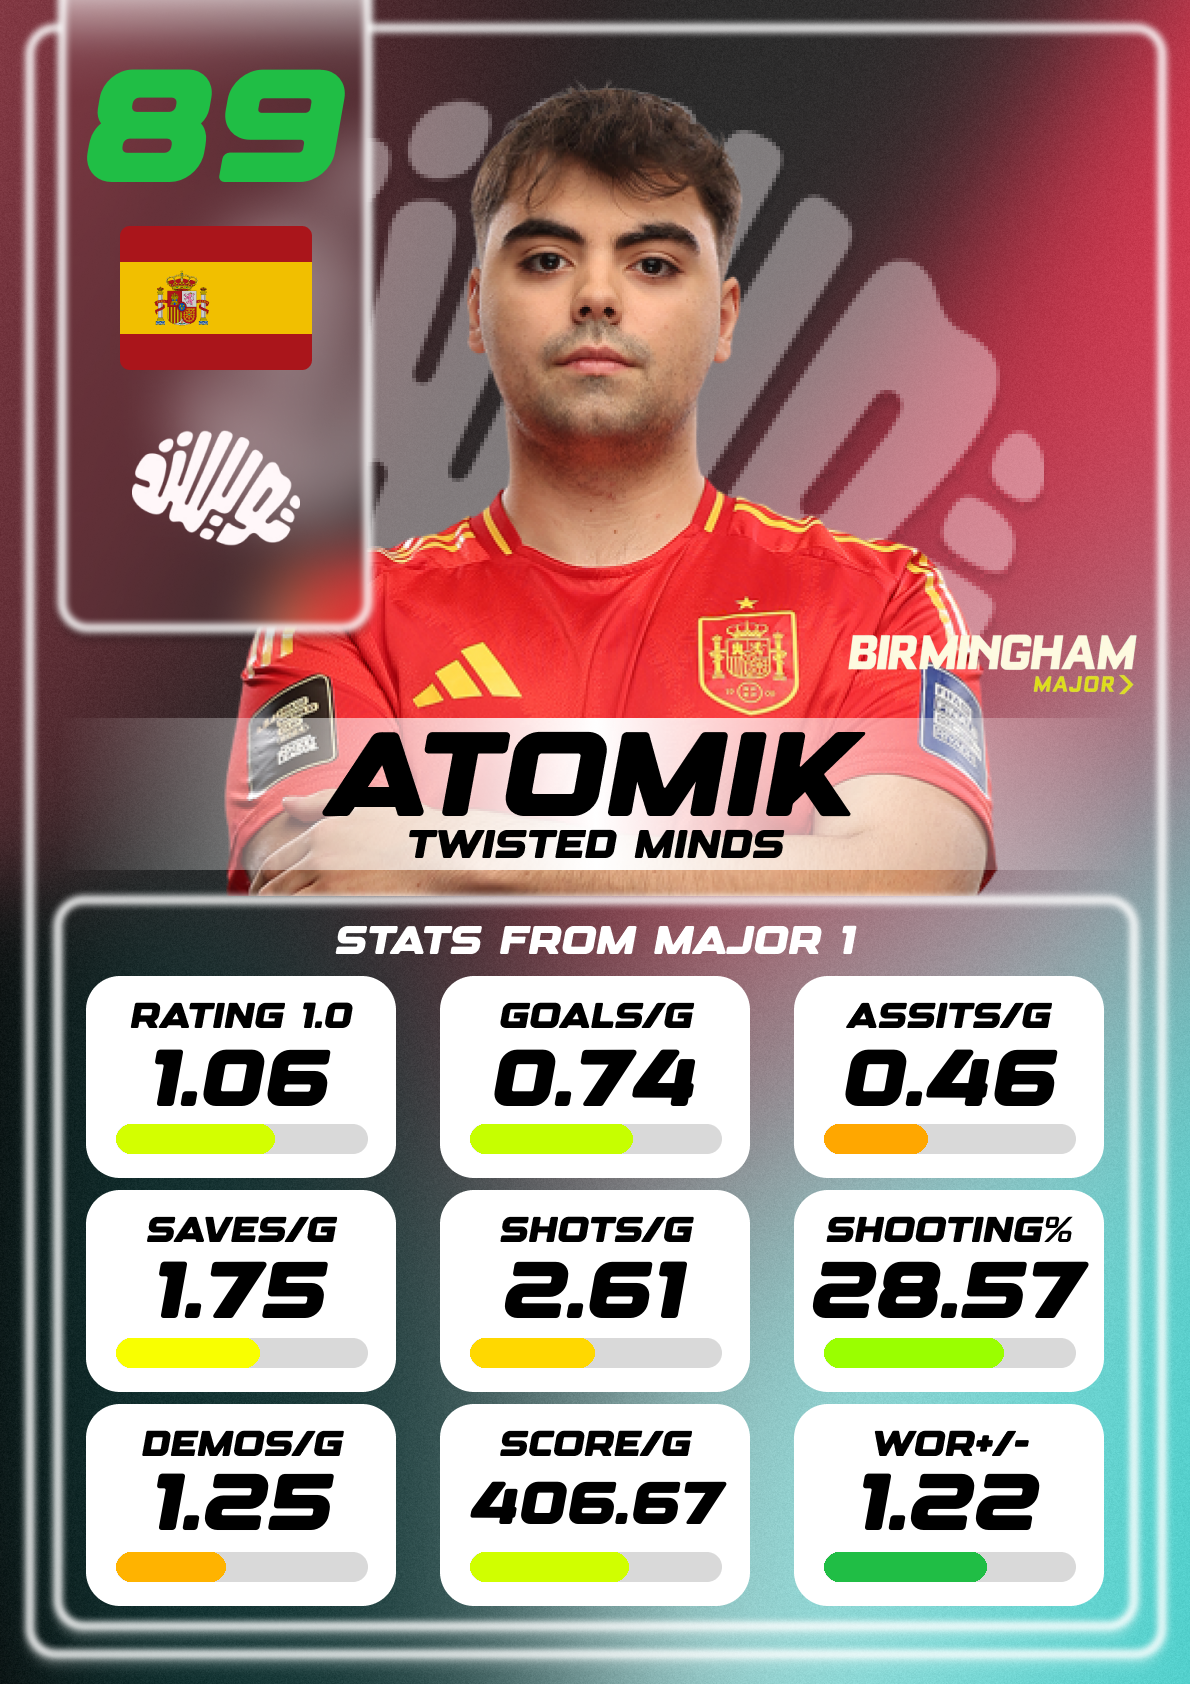 89
BIRMINGHAM
MAJOR
ATOMIK
TWISTED MINDS
STATS FROM MAJOR 1
RATING 1.0
1.06
GOALS/G
0.74
ASSITS/G
0.46
SAVES/G
1.75
SHOTS/G
2.61
SHOOTING%
28.57
DEMOS/G
1.25
SCORE/G
406.67
WOR+/-
1.22